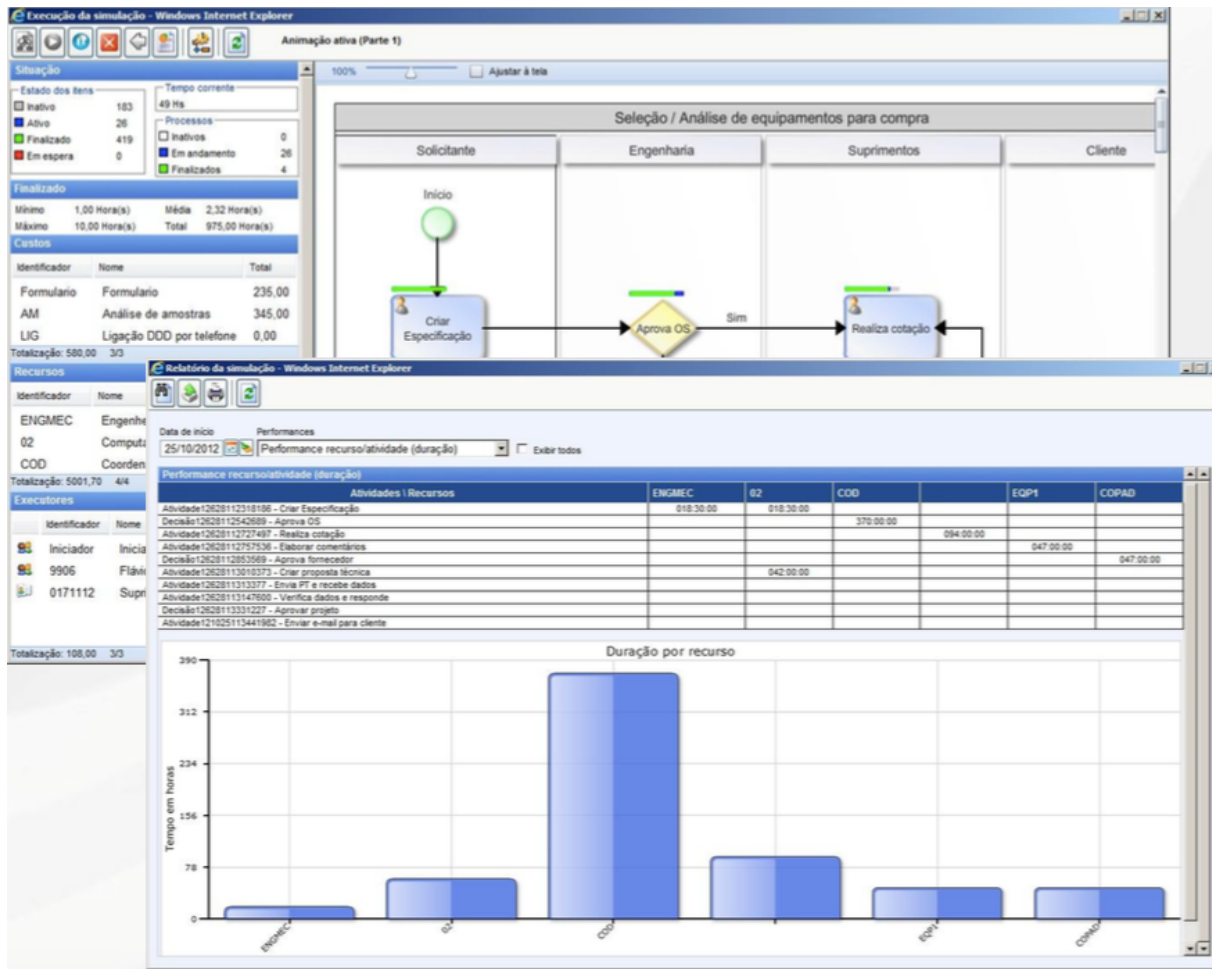 Execução da simulação - Windows Internet Explorer
Animação ativa (Parte 1)
Situação
Estado dos itens
Inativo 183
Ativo 26
Finalizado 419
Em espera 0
Tempo corrente
49 Hs
Processos
Inativos 0
Em andamento 26
Finalizados 4
Finalizado
Mínimo 1,00 Hora(s) Média 2,32 Hora(s)
Máximo 10,00 Hora(s) Total 975,00 Hora(s)
Custos
Identificador Nome Total
Formulario Formulario 235,00
AM Análise de amostras 345,00
LIG Ligação DDD por telefone 0,00
Totalização: 580,00 3/3
Recursos
Identificador Nome
ENGMEC Engenhe
02 Computa
COD Coorden
Totalização: 5001,70 4/4
Executores
Identificador Nome
Iniciador Inicia
9906 Flávi
0171112 Supri
Totalização: 108,00 3/3
100% Ajustar à tela
Seleção / Análise de equipamentos para compra
Solicitante Engenharia Suprimentos Cliente
Início
Criar
Especificação
Aprova OS
Sim
Realiza cotação
Relatório da simulação - Windows Internet Explorer
Data de início Performances
25/10/2012 Performance recurso/atividade (duração) Exibir todos
Performance recurso/atividade (duração)
Atividades \ Recursos ENGMEC 02 COD EQP1 COPAD
Atividade12628112318186 - Criar Especificação 018:30:00 018:30:00
Decisão12628112542689 - Aprova OS 370:00:00
Atividade12628112727497 - Realiza cotação 094:00:00
Atividade12628112757536 - Elaborar comentários 047:00:00
Decisão12628112853569 - Aprova fornecedor 047:00:00
Atividade12628113010373 - Criar proposta técnica 042:00:00
Atividade12628113313377 - Envia PT e recebe dados
Atividade12628113147600 - Verifica dados e responde
Decisão12628113331227 - Aprovar projeto
Atividade121025113441982 - Enviar e-mail para cliente
Duração por recurso
Tempo em horas
390
312
234
156
78
0
ENGMEC 02 COD EQP1 COPAD